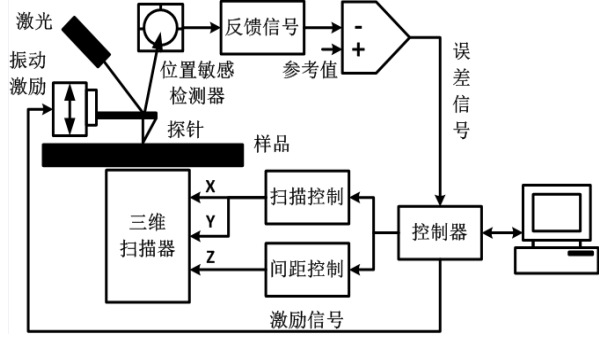 激光
反馈信号
-
+
参考值
振动
激励
位置敏感
检测器
误差信号
探针
样品
X
Y
Z
三维
扫描器
扫描控制
间距控制
控制器
激励信号